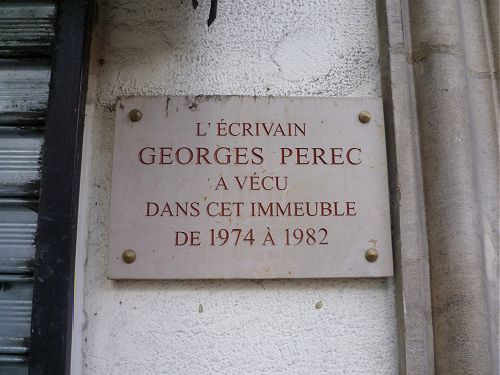 L'ÉCRIVAIN
GEORGES PEREC
A VÉCU
DANS CET IMMEUBLE
DE 1974 À 1982